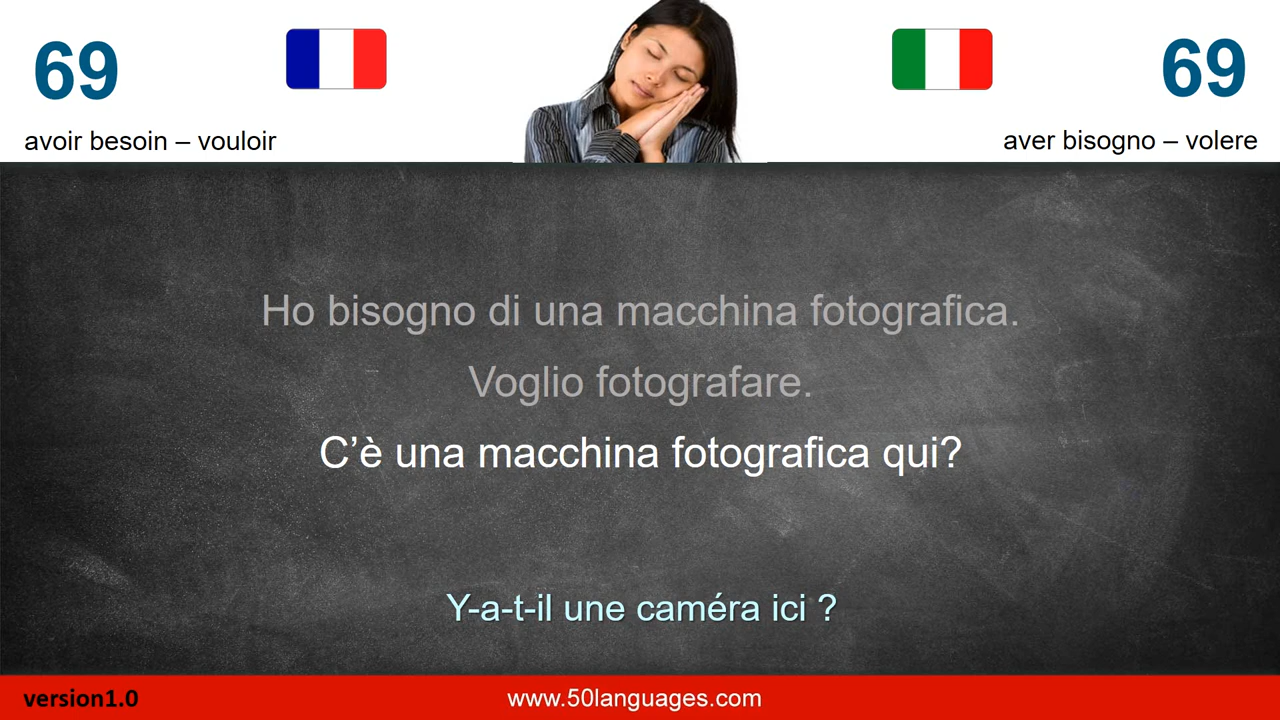 69
69
avoir besoin – vouloir
aver bisogno – volere
Ho bisogno di una macchina fotografica.
Voglio fotografare.
C’è una macchina fotografica qui?
Y-a-t-il une caméra ici ?
version1.0
www.50languages.com